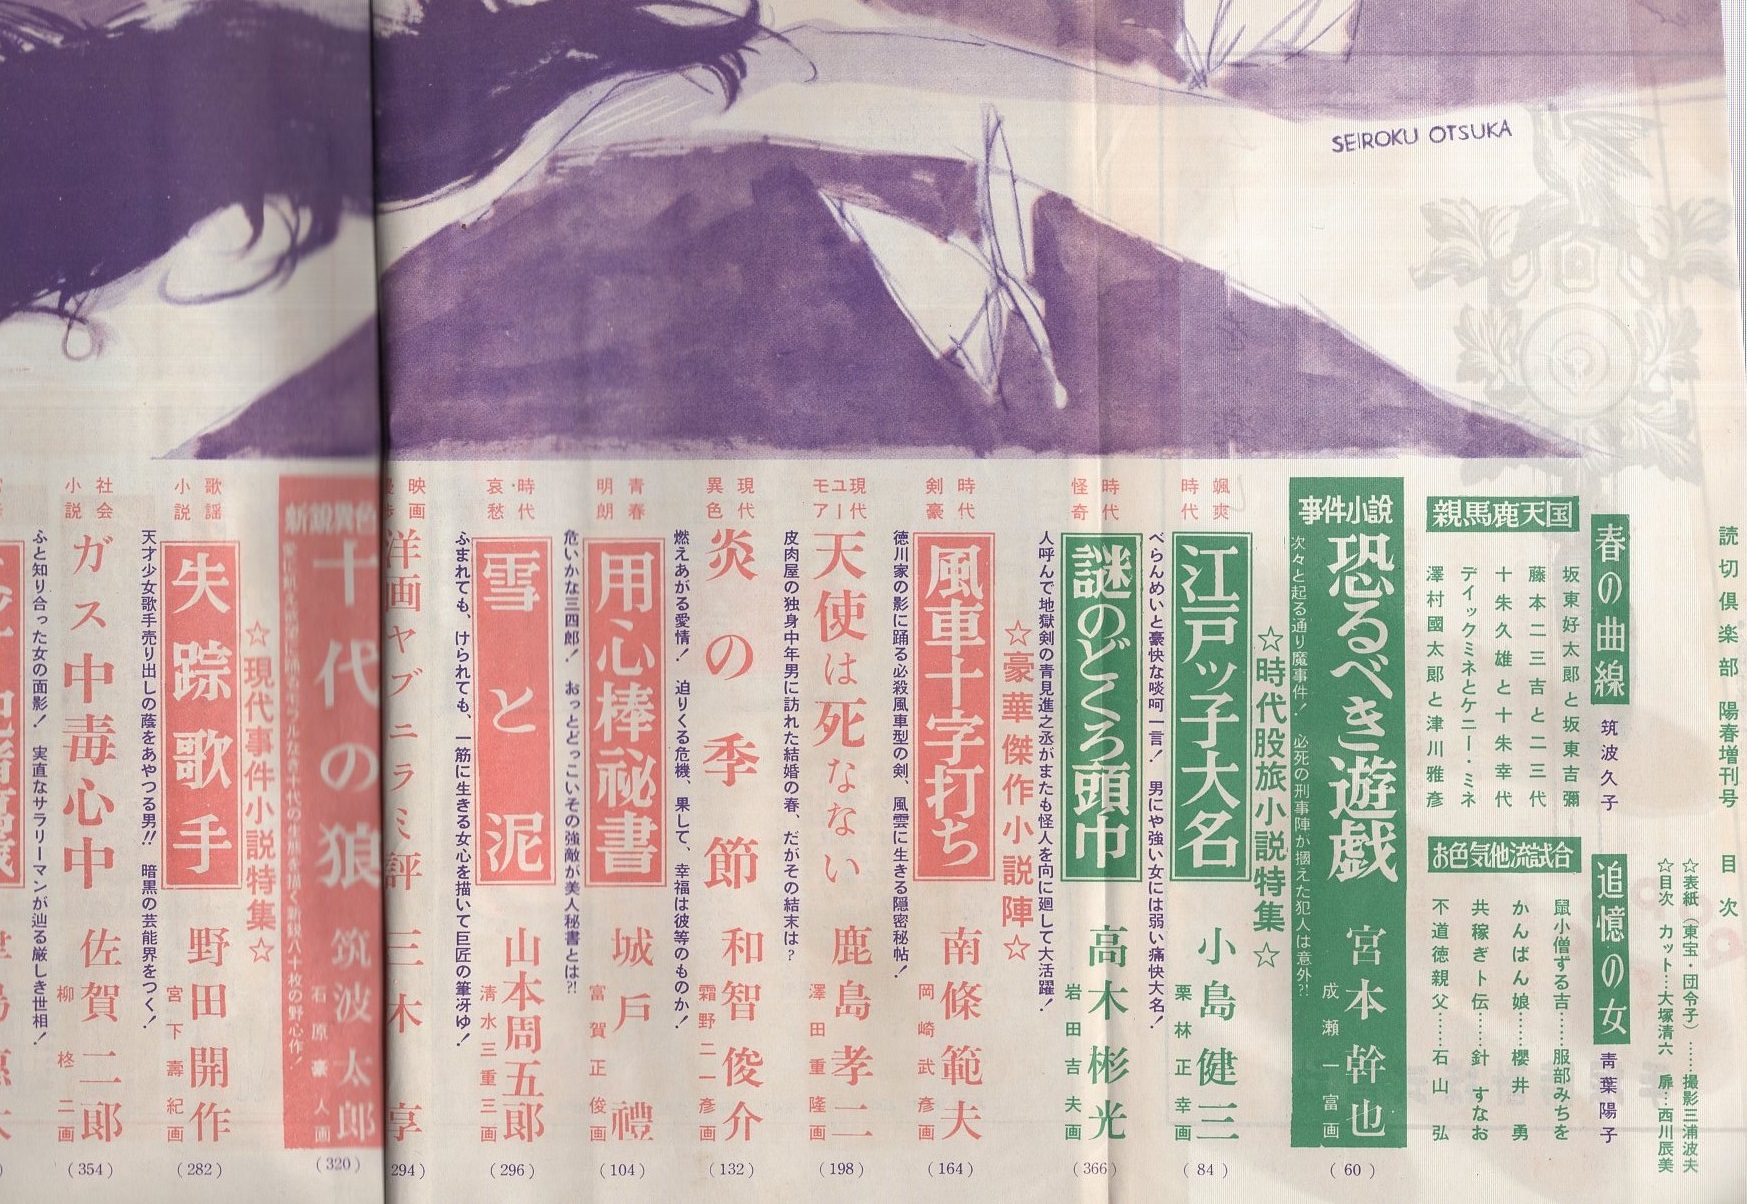 SEIROKU OTSUKA
読切倶楽部 陽春増刊号 目次
☆表紙（東宝・団令子）……撮影三浦波夫
☆目次 カット…大塚清六 扉…西川辰美
春の曲線 筑波久子
追憶の女 青葉陽子
親馬鹿天国
坂東好太郎と坂東吉彌
藤本二三吉と二三代
十朱久雄と十朱幸代
デイックミネとケニー・ミネ
澤村國太郎と津川雅彦
お色気他流試合
鼠小僧ずる吉……服部みちを
かんばん娘……櫻井 勇
共稼ぎト伝……針 すなお
不道徳親父……石山 弘
事件小説
恐るべき遊戯 宮本幹也
次々と起る通り魔事件！ 必死の刑事陣が摑えた犯人は意外?!
成瀬一富画
(60)
☆時代股旅小説特集☆
颯爽時代
江戸ッ子大名 小島健三
べらんめいと豪快な啖呵一言！ 男にや強い女には弱い痛快大名！
栗林正幸画
(84)
時代怪奇
謎のどくろ頭巾 高木彬光
人呼んで地獄剣の青見進之丞がまたも怪人を向に廻して大活躍！
岩田吉夫画
(366)
☆豪華傑作小説陣☆
時代剣豪
風車十字打ち 南條範夫
徳川家の影に踊る必殺風車型の剣、風雲に生きる隠密秘帖！
岡崎武彦画
(164)
現代ユーモア
天使は死なない 鹿島孝二
皮肉屋の独身中年男に訪れた結婚の春、だがその結末は?
澤田重隆画
(198)
現代異色
炎の季節 和智俊介
燃えあがる愛情！ 迫りくる危機、果して、幸福は彼等のものか！
霜野二一彦画
(132)
青春明朗
用心棒祕書 城戸禮
危いかな三四郎！ おっとどっこいその強敵が美人秘書とは?!
富賀正俊画
(104)
時代・哀愁
雪と泥 山本周五郎
ふまれても、けられても、一筋に生きる女心を描いて巨匠の筆冴ゆ！
清水三重三画
(296)
映画
洋画ヤブニラミ評 三木 享
294)
十代の狼 筑波太郎
石原豪人画
(320)
☆現代事件小説特集☆
歌謡小説
失踪歌手 野田開作
天才少女歌手売り出しの蔭をあやつる男!! 暗黒の芸能界をつく！
宮下壽紀画
(282)
社会小説
ガス中毒心中 佐賀二郎
ふと知り合った女の面影！ 実直なサラリーマンが辿る厳しき世相！
柳柊二画
(354)